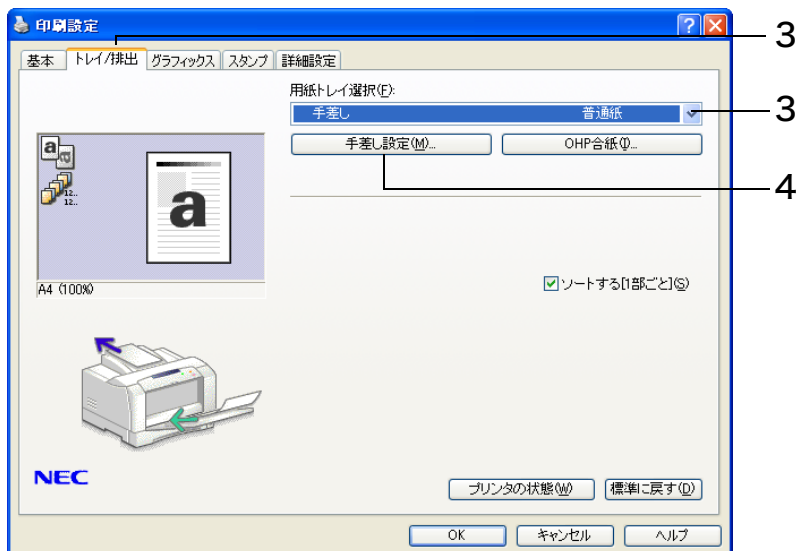 印刷設定
3
基本 トレイ/排出 グラフィックス スタンプ 詳細設定
用紙トレイ選択(F):
手差し 普通紙
3
手差し設定(M)... OHP合紙(I)...
4
a a
12..
12..
a
A4 (100%)
ソートする[1部ごと](S)
NEC
プリンタの状態(W) 標準に戻す(D)
OK キャンセル ヘルプ